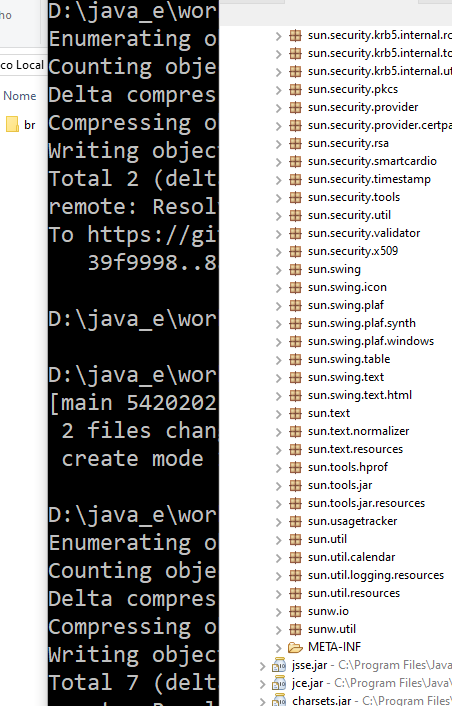 ho
co Local
Nome
br
D:\java_e\wor
Enumerating o
Counting obje
Delta compres
Compressing o
Writing objec
Total 2 (delt
remote: Resol
To https://gi
39f9998..8
D:\java_e\wor
D:\java_e\wor
[main 5420202
2 files chan
create mode
D:\java_e\wor
Enumerating o
Counting obje
Delta compres
Compressing o
Writing objec
Total 7 (delt
sun.security.krb5.internal.rc
sun.security.krb5.internal.tc
sun.security.krb5.internal.ut
sun.security.pkcs
sun.security.provider
sun.security.provider.certpa
sun.security.rsa
sun.security.smartcardio
sun.security.timestamp
sun.security.tools
sun.security.util
sun.security.validator
sun.security.x509
sun.swing
sun.swing.icon
sun.swing.plaf
sun.swing.plaf.synth
sun.swing.plaf.windows
sun.swing.table
sun.swing.text
sun.swing.text.html
sun.text
sun.text.normalizer
sun.text.resources
sun.tools.hprof
sun.tools.jar
sun.tools.jar.resources
sun.usagetracker
sun.util
sun.util.calendar
sun.util.logging.resources
sun.util.resources
sunw.io
sunw.util
META-INF
jsse.jar - C:\Program Files\Java
jce.jar - C:\Program Files\Java\
charsets.jar - C:\Program Files\